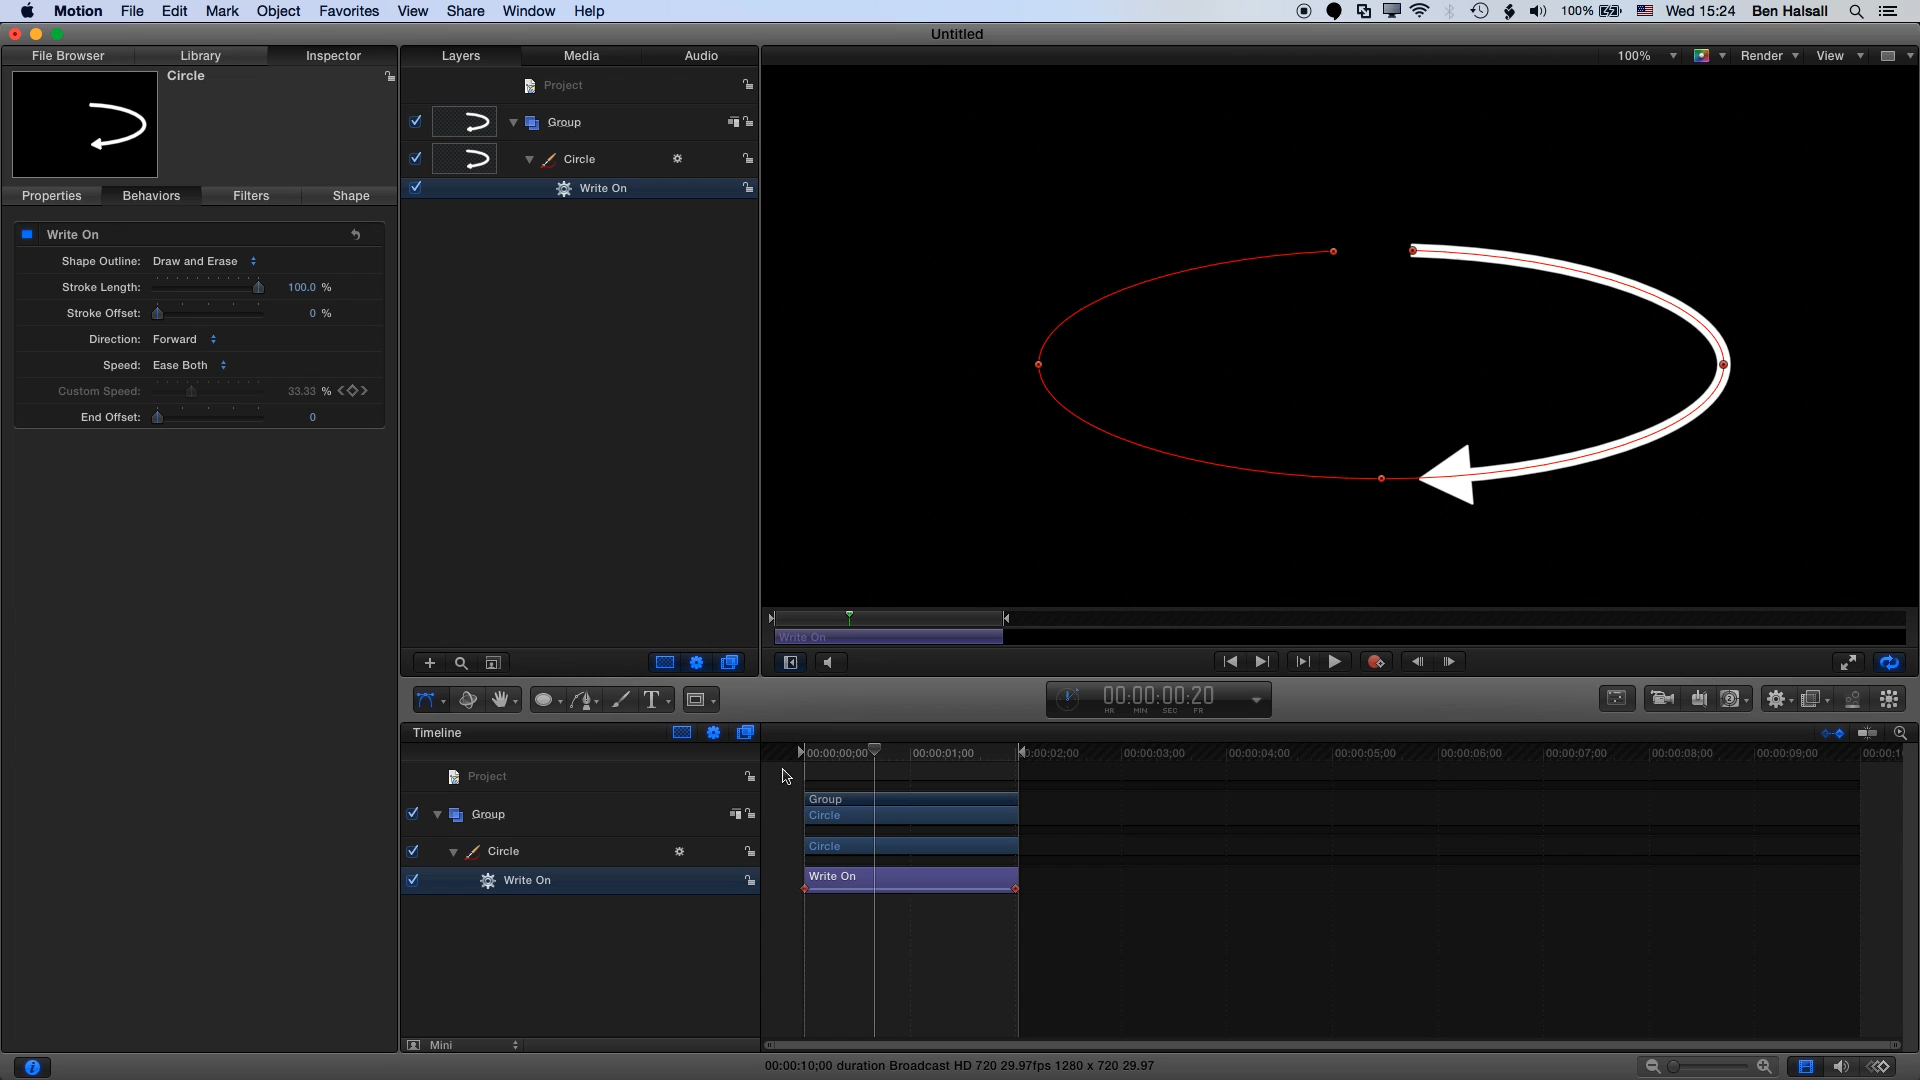 Motion File Edit Mark Object Favorites View Share Window Help 100% Wed 15:24 Ben Halsall
Untitled
File Browser Library Inspector Layers Media Audio 100% Render View
Circle
Project
Group
Circle
Write On
Properties Behaviors Filters Shape
Write On
Shape Outline: Draw and Erase
Stroke Length: 100.0 %
Stroke Offset: 0 %
Direction: Forward
Speed: Ease Both
Custom Speed: 33.33 %
End Offset: 0
Write On
T 00:00:00:20
HR MIN SEC FR
Timeline
00:00:00;00 00:00:01;00 0:00:02;00 00:00:03;00 00:00:04;00 00:00:05;00 00:00:06;00 00:00:07;00 00:00:08;00 00:00:09;00 00:00:1
Project
Group Group
Circle
Circle Circle
Write On Write On
Mini
00:00:10;00 duration Broadcast HD 720 29.97fps 1280 x 720 29.97